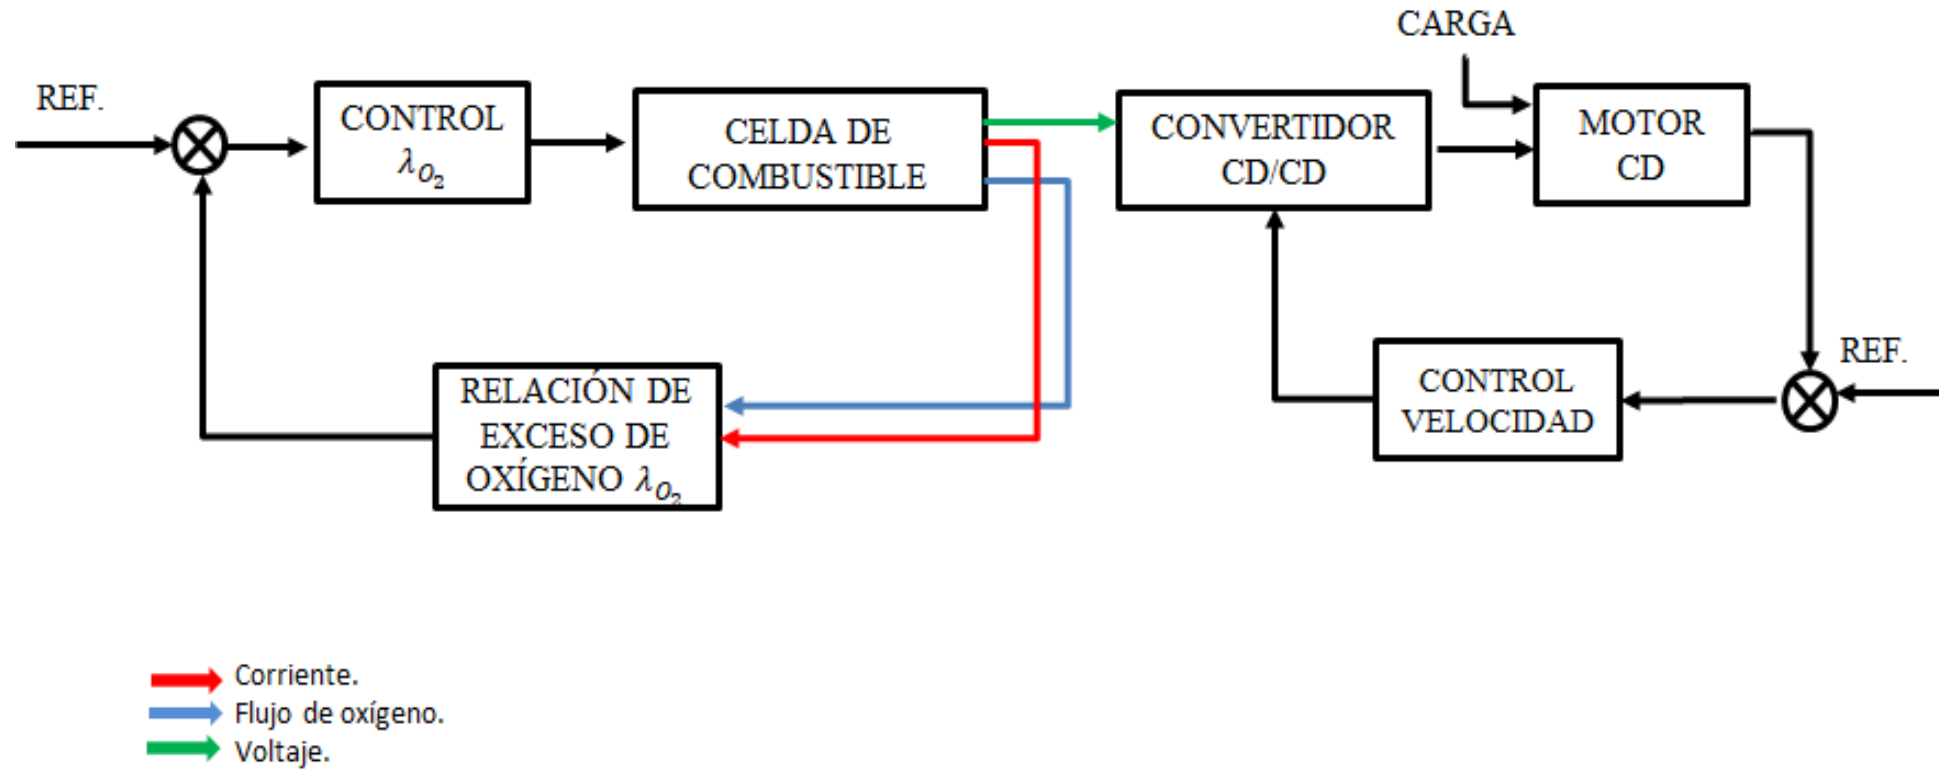 CARGA
REF.
CONTROL
λO₂
CELDA DE
COMBUSTIBLE
CONVERTIDOR
CD/CD
MOTOR
CD
RELACIÓN DE
EXCESO DE
OXÍGENO λO₂
CONTROL
VELOCIDAD
REF.
Corriente.
Flujo de oxígeno.
Voltaje.